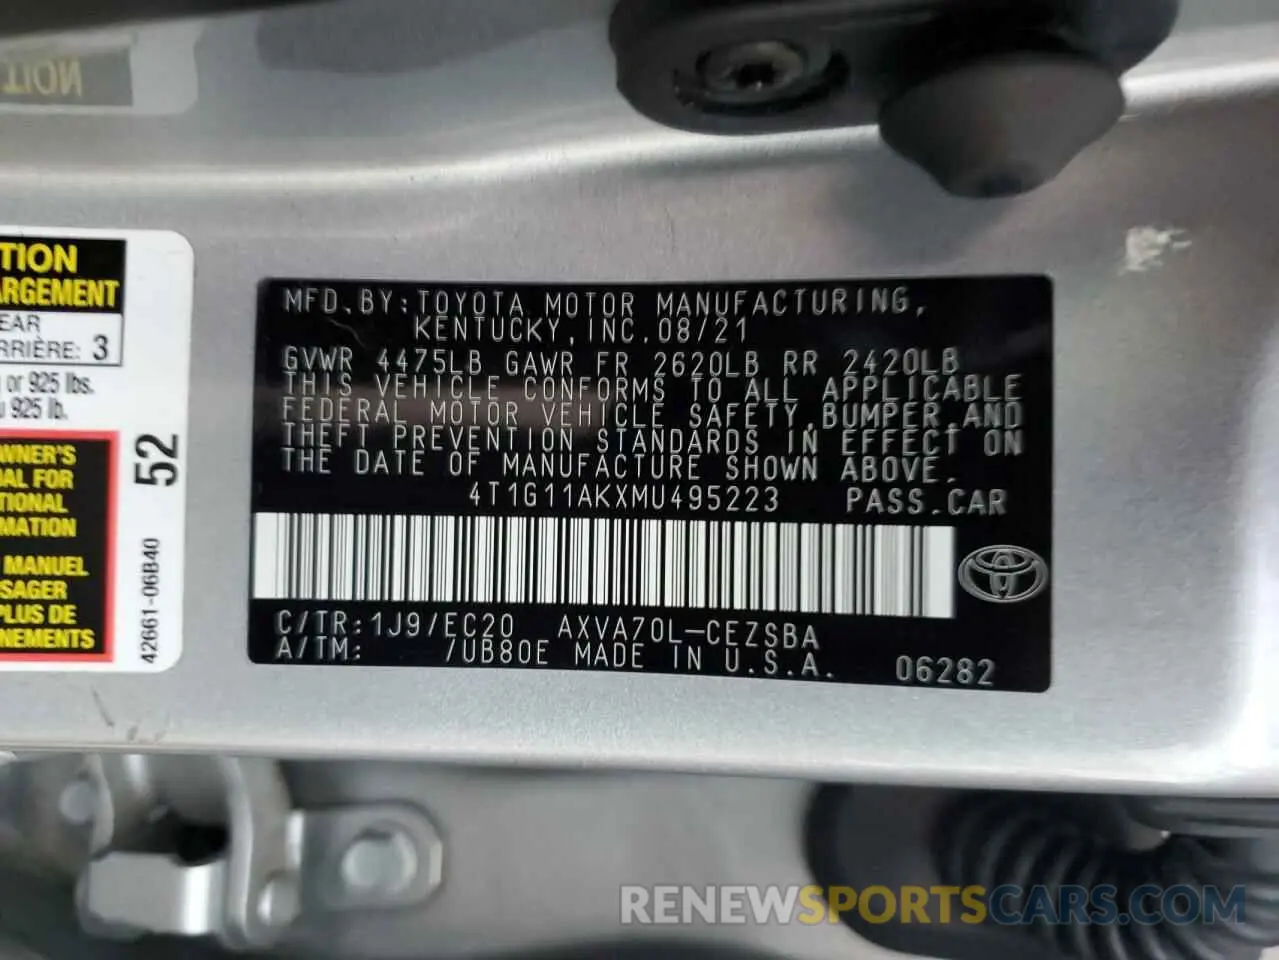 TION
TION
ARGEMENT
EAR
RRIÈRE: 3
or 925 lbs.
925 lb.
WNER'S
AL FOR
TIONAL
MATION
MANUEL
SAGER
PLUS DE
NEMENTS
52
42661-06B40
MFD.BY:TOYOTA MOTOR MANUFACTURING,
KENTUCKY,INC.08/21
GVWR 4475LB GAWR FR 2620LB RR 2420LB
THIS VEHICLE CONFORMS TO ALL APPLICABLE
FEDERAL MOTOR VEHICLE SAFETY,BUMPER,AND
THEFT PREVENTION STANDARDS IN EFFECT ON
THE DATE OF MANUFACTURE SHOWN ABOVE.
4T1G11AKXMU495223 PASS.CAR
C/TR:1J9/EC20 AXVA70L-CEZSBA
A/TM: /UB80E MADE IN U.S.A. 06282
RENEWSPORTSCARS.COM